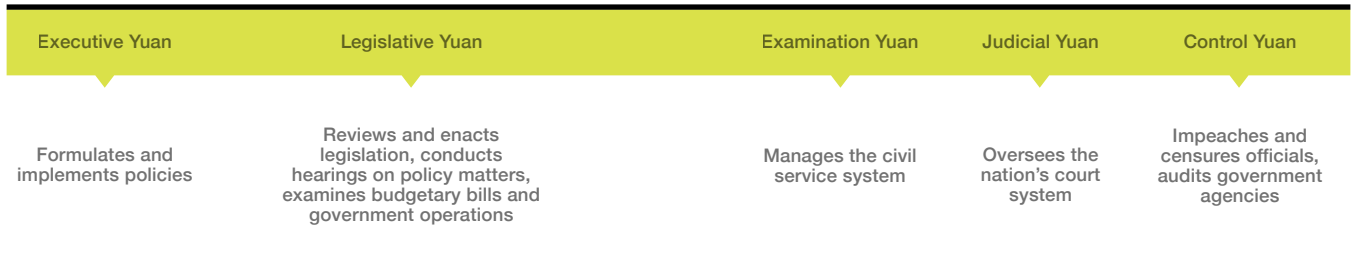 Executive Yuan
Legislative Yuan
Examination Yuan
Judicial Yuan
Control Yuan
Formulates and
implements policies
Reviews and enacts
legislation, conducts
hearings on policy matters,
examines budgetary bills and
government operations
Manages the civil
service system
Oversees the
nation's court
system
Impeaches and
censures officials,
audits government
agencies